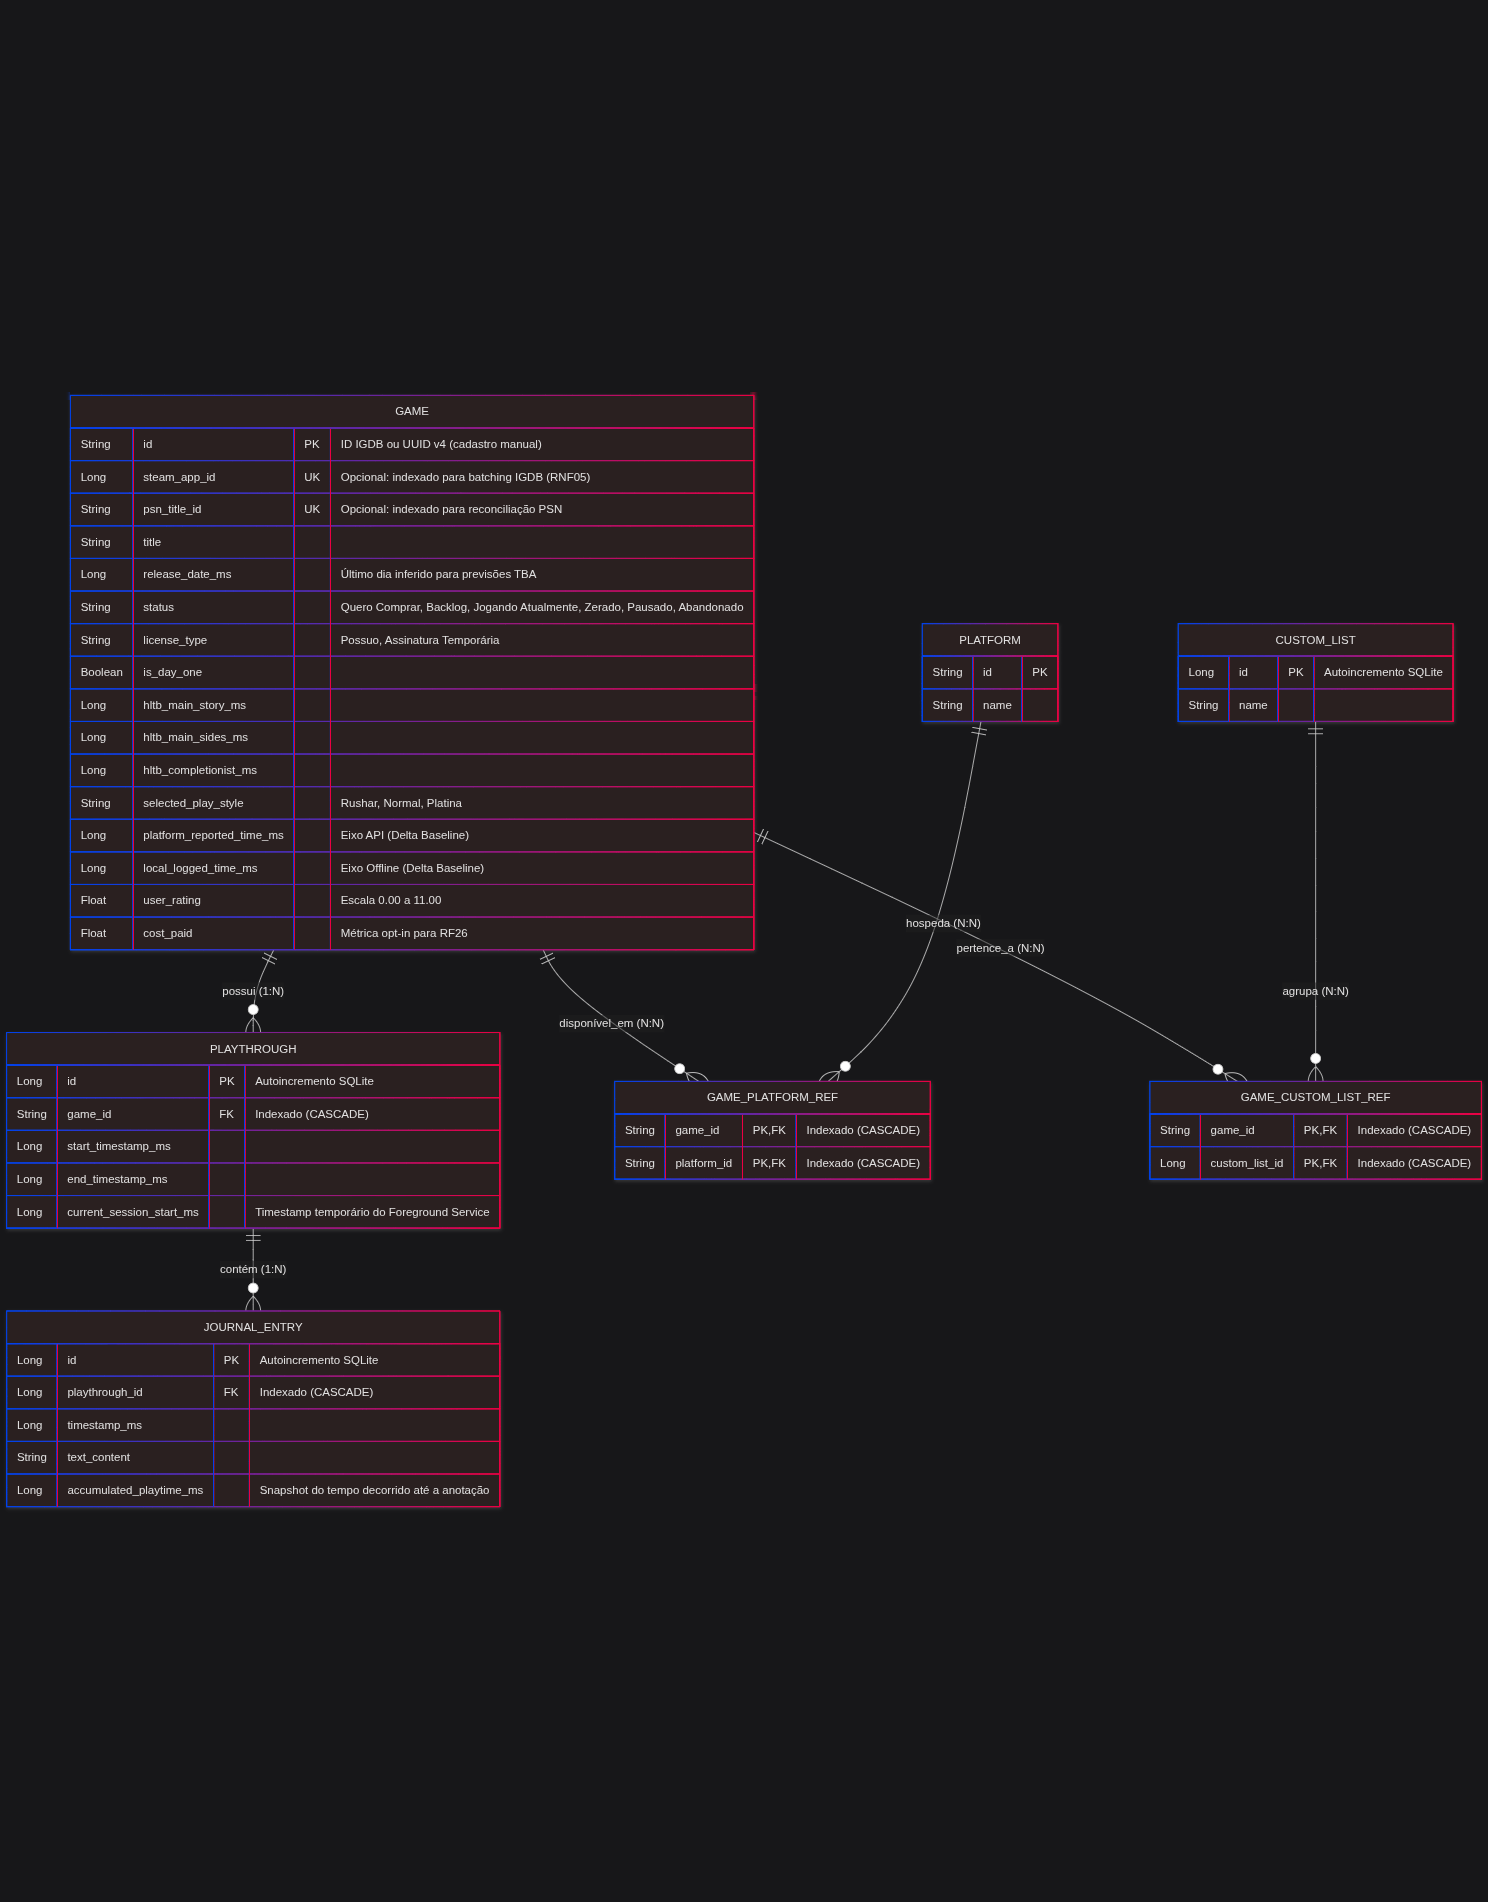 GAME
String id PK ID IGDB ou UUID v4 (cadastro manual)
Long steam_app_id UK Opcional: indexado para batching IGDB (RNF05)
String psn_title_id UK Opcional: indexado para reconciliação PSN
String title
Long release_date_ms Último dia inferido para previsões TBA
String status Quero Comprar, Backlog, Jogando Atualmente, Zerado, Pausado, Abandonado
String license_type Possuo, Assinatura Temporária
Boolean is_day_one
Long hltb_main_story_ms
Long hltb_main_sides_ms
Long hltb_completionist_ms
String selected_play_style Rushar, Normal, Platina
Long platform_reported_time_ms Eixo API (Delta Baseline)
Long local_logged_time_ms Eixo Offline (Delta Baseline)
Float user_rating Escala 0.00 a 11.00
Float cost_paid Métrica opt-in para RF26
PLATFORM
String id PK
String name
CUSTOM_LIST
Long id PK Autoincremento SQLite
String name
hospeda (N:N)
pertence_a (N:N)
possui (1:N)
disponível_em (N:N)
agrupa (N:N)
PLAYTHROUGH
Long id PK Autoincremento SQLite
String game_id FK Indexado (CASCADE)
Long start_timestamp_ms
Long end_timestamp_ms
Long current_session_start_ms Timestamp temporário do Foreground Service
GAME_PLATFORM_REF
String game_id PK,FK Indexado (CASCADE)
String platform_id PK,FK Indexado (CASCADE)
GAME_CUSTOM_LIST_REF
String game_id PK,FK Indexado (CASCADE)
Long custom_list_id PK,FK Indexado (CASCADE)
contém (1:N)
JOURNAL_ENTRY
Long id PK Autoincremento SQLite
Long playthrough_id FK Indexado (CASCADE)
Long timestamp_ms
String text_content
Long accumulated_playtime_ms Snapshot do tempo decorrido até a anotação